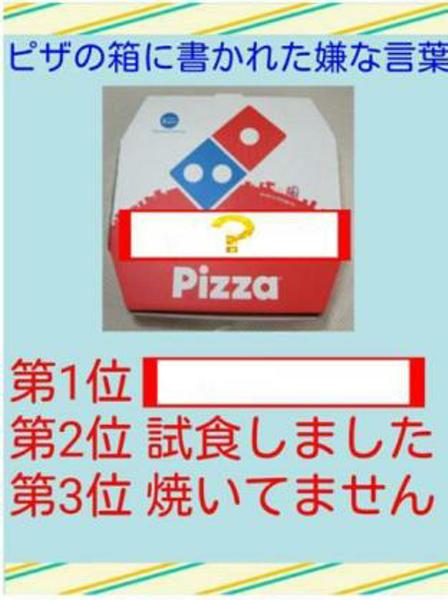 ピザの箱に書かれた嫌な言葉
?
Pizza
第1位
第2位 試食しました
第3位 焼いてません